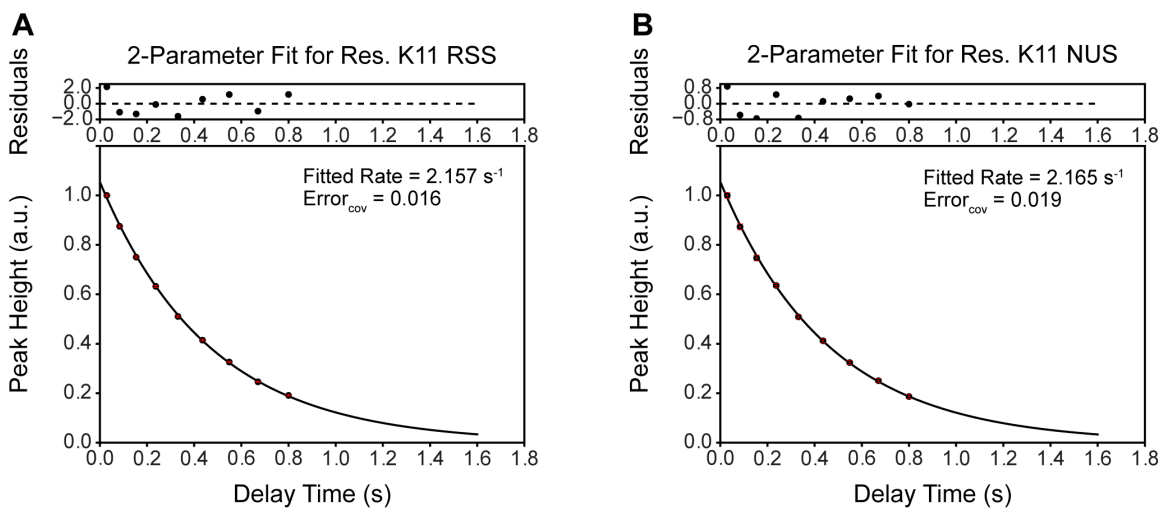 A
2-Parameter Fit for Res. K11 RSS
Residuals
2.0
0.0
−2.0
0.0 0.2 0.4 0.6 0.8 1.0 1.2 1.4 1.6 1.8
Fitted Rate = 2.157 s-1
Errorcov = 0.016
Peak Height (a.u.)
1.0
0.8
0.6
0.4
0.2
0.0
0.0 0.2 0.4 0.6 0.8 1.0 1.2 1.4 1.6 1.8
Delay Time (s)
B
2-Parameter Fit for Res. K11 NUS
Residuals
0.8
0.0
−0.8
0.0 0.2 0.4 0.6 0.8 1.0 1.2 1.4 1.6 1.8
Fitted Rate = 2.165 s-1
Errorcov = 0.019
Peak Height (a.u.)
1.0
0.8
0.6
0.4
0.2
0.0
0.0 0.2 0.4 0.6 0.8 1.0 1.2 1.4 1.6 1.8
Delay Time (s)